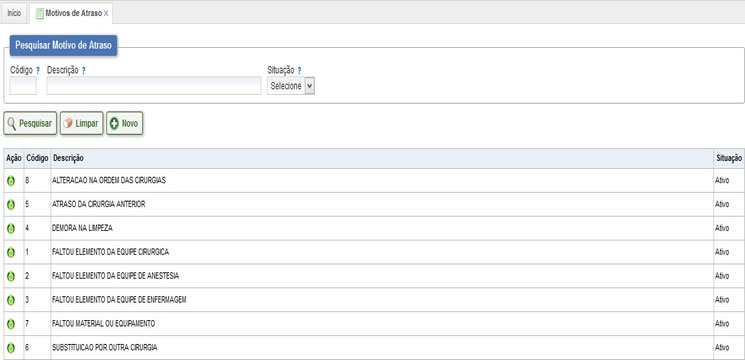 Início Motivos de Atraso x
Pesquisar Motivo de Atraso
Código ? Descrição ? Situação ?
Selecione
Pesquisar Limpar Novo
Ação Código Descrição Situação
8 ALTERACAO NA ORDEM DAS CIRURGIAS Ativo
5 ATRASO DA CIRURGIA ANTERIOR Ativo
4 DEMORA NA LIMPEZA Ativo
1 FALTOU ELEMENTO DA EQUIPE CIRURGICA Ativo
2 FALTOU ELEMENTO DA EQUIPE DE ANESTESIA Ativo
3 FALTOU ELEMENTO DA EQUIPE DE ENFERMAGEM Ativo
7 FALTOU MATERIAL OU EQUIPAMENTO Ativo
6 SUBSTITUICAO POR OUTRA CIRURGIA Ativo